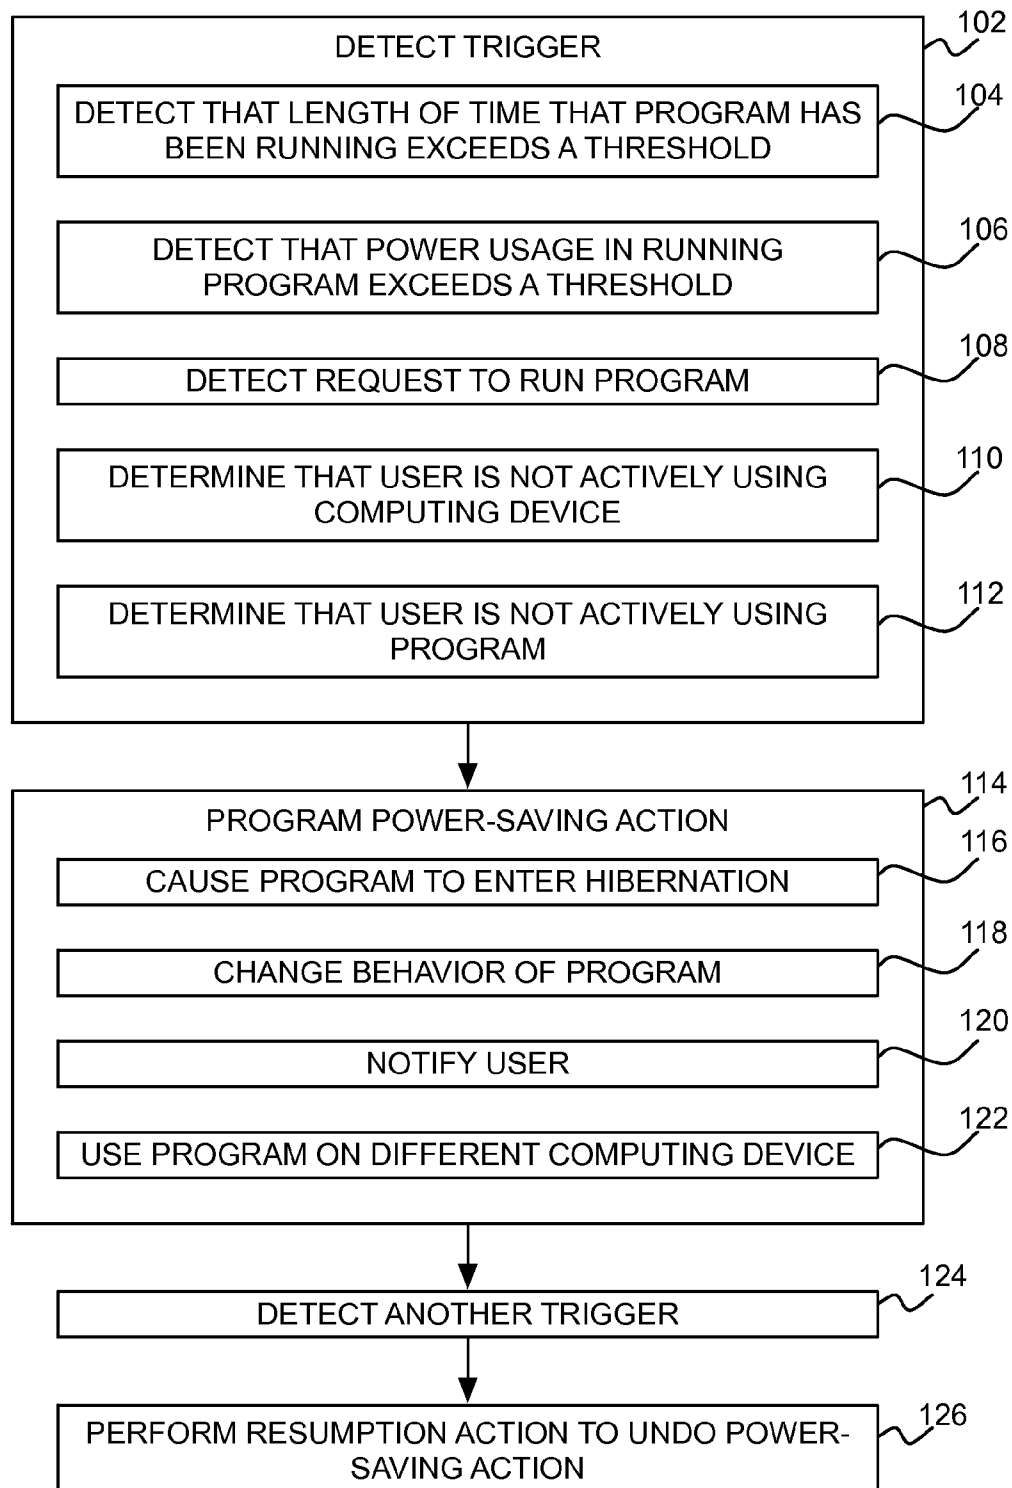 102
DETECT TRIGGER
104
DETECT THAT LENGTH OF TIME THAT PROGRAM HAS
BEEN RUNNING EXCEEDS A THRESHOLD
106
DETECT THAT POWER USAGE IN RUNNING
PROGRAM EXCEEDS A THRESHOLD
108
DETECT REQUEST TO RUN PROGRAM
110
DETERMINE THAT USER IS NOT ACTIVELY USING
COMPUTING DEVICE
112
DETERMINE THAT USER IS NOT ACTIVELY USING
PROGRAM
114
PROGRAM POWER-SAVING ACTION
116
CAUSE PROGRAM TO ENTER HIBERNATION
118
CHANGE BEHAVIOR OF PROGRAM
120
NOTIFY USER
122
USE PROGRAM ON DIFFERENT COMPUTING DEVICE
124
DETECT ANOTHER TRIGGER
126
PERFORM RESUMPTION ACTION TO UNDO POWER-
SAVING ACTION